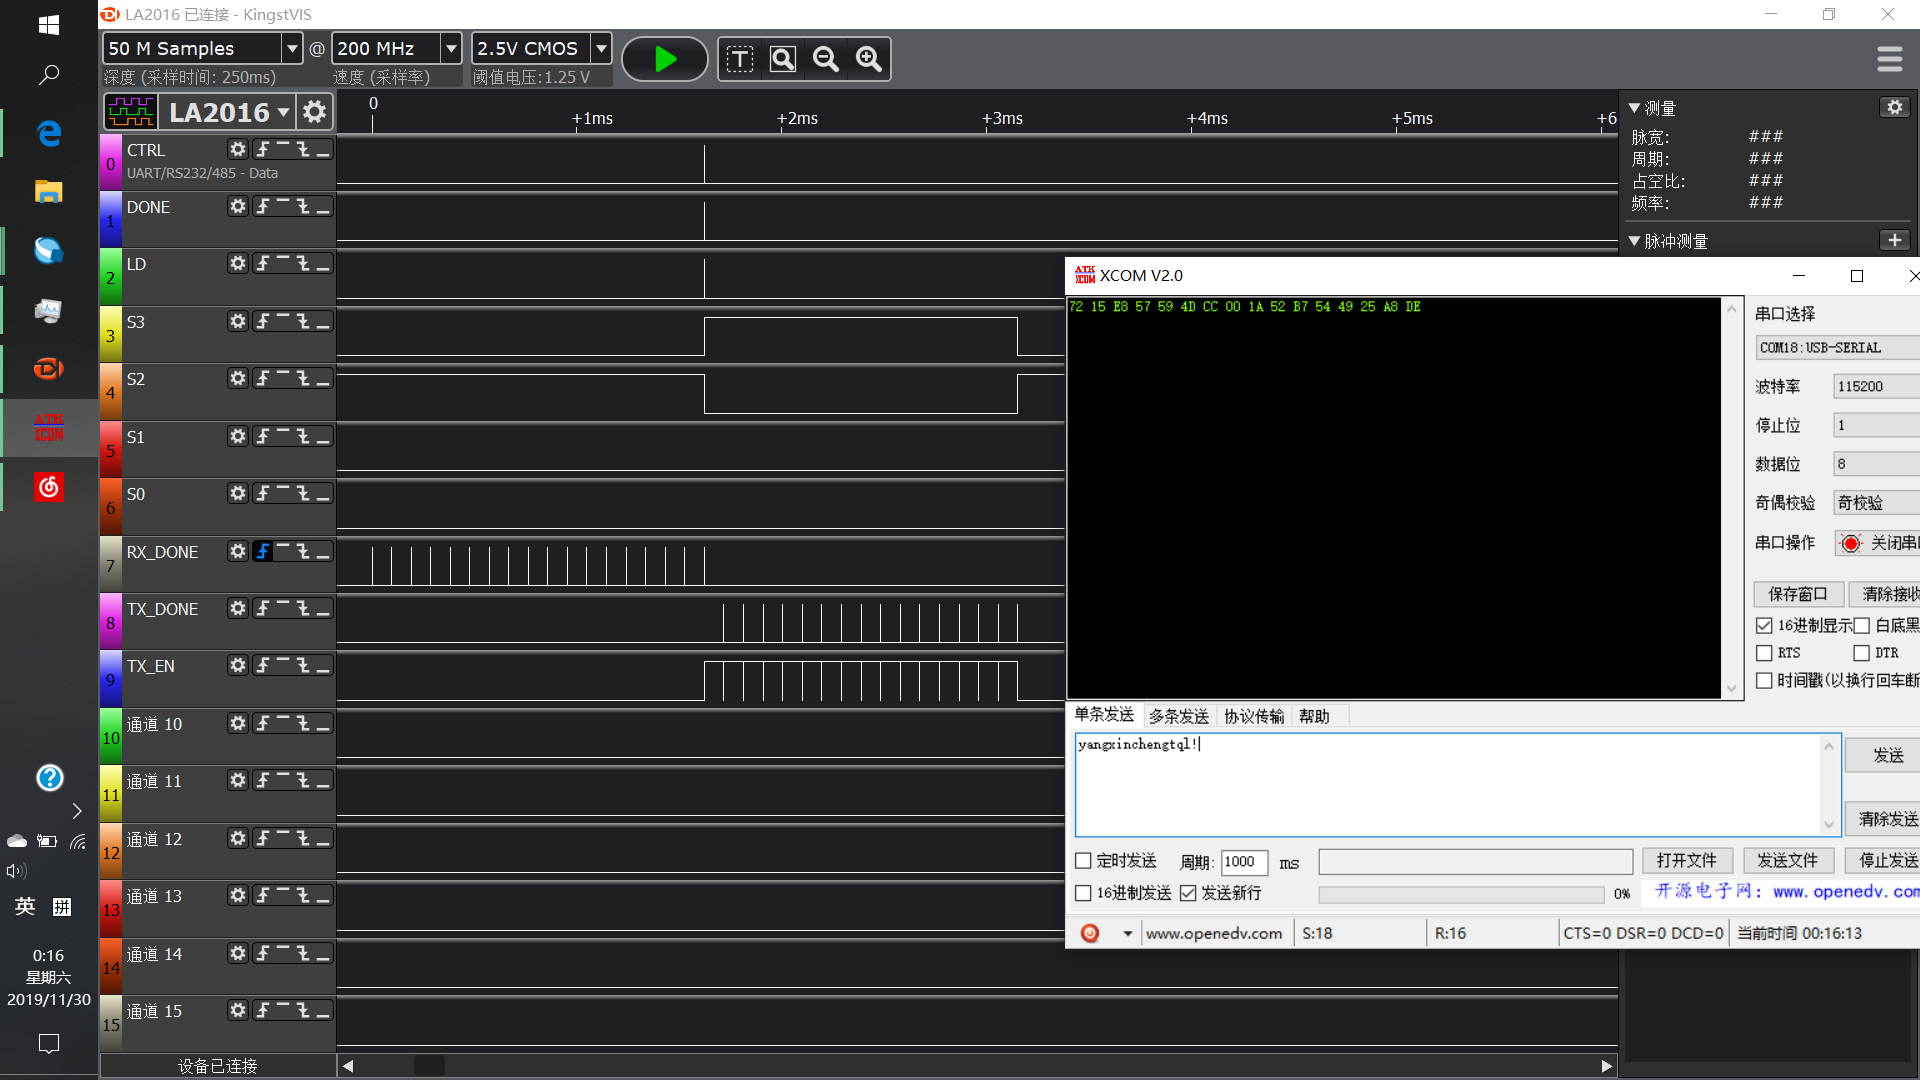 LA2016 已连接 - KingstVIS
50 M Samples @ 200 MHz 2.5V CMOS
深度 (采样时间: 250ms) 速度 (采样率) 阈值电压:1.25 V
LA2016
0 +1ms +2ms +3ms +4ms +5ms +6
0 CTRL
UART/RS232/485 - Data
1 DONE
2 LD
3 S3
4 S2
5 S1
6 S0
7 RX_DONE
8 TX_DONE
9 TX_EN
10 通道 10
11 通道 11
12 通道 12
13 通道 13
14 通道 14
15 通道 15
设备已连接
测量
脉宽: ###
周期: ###
占空比: ###
频率: ###
脉冲测量
ATK XCOM XCOM V2.0
72 15 E8 57 59 4D CC 00 1A 52 B7 54 49 25 A8 DE
串口选择
COM18:USB-SERIAL
波特率 115200
停止位 1
数据位 8
奇偶校验 奇校验
串口操作 关闭串口
保存窗口 清除接收
16进制显示 白底黑
RTS DTR
时间戳(以换行回车断
单条发送 多条发送 协议传输 帮助
yangxinchengtql!
发送
清除发送
定时发送 周期: 1000 ms 打开文件 发送文件 停止发送
16进制发送 发送新行 0% 开源电子网: www.openedv.com
www.openedv.com S:18 R:16 CTS=0 DSR=0 DCD=0 当前时间 00:16:13
ATK
XCOM
英 拼
0:16
星期六
2019/11/30